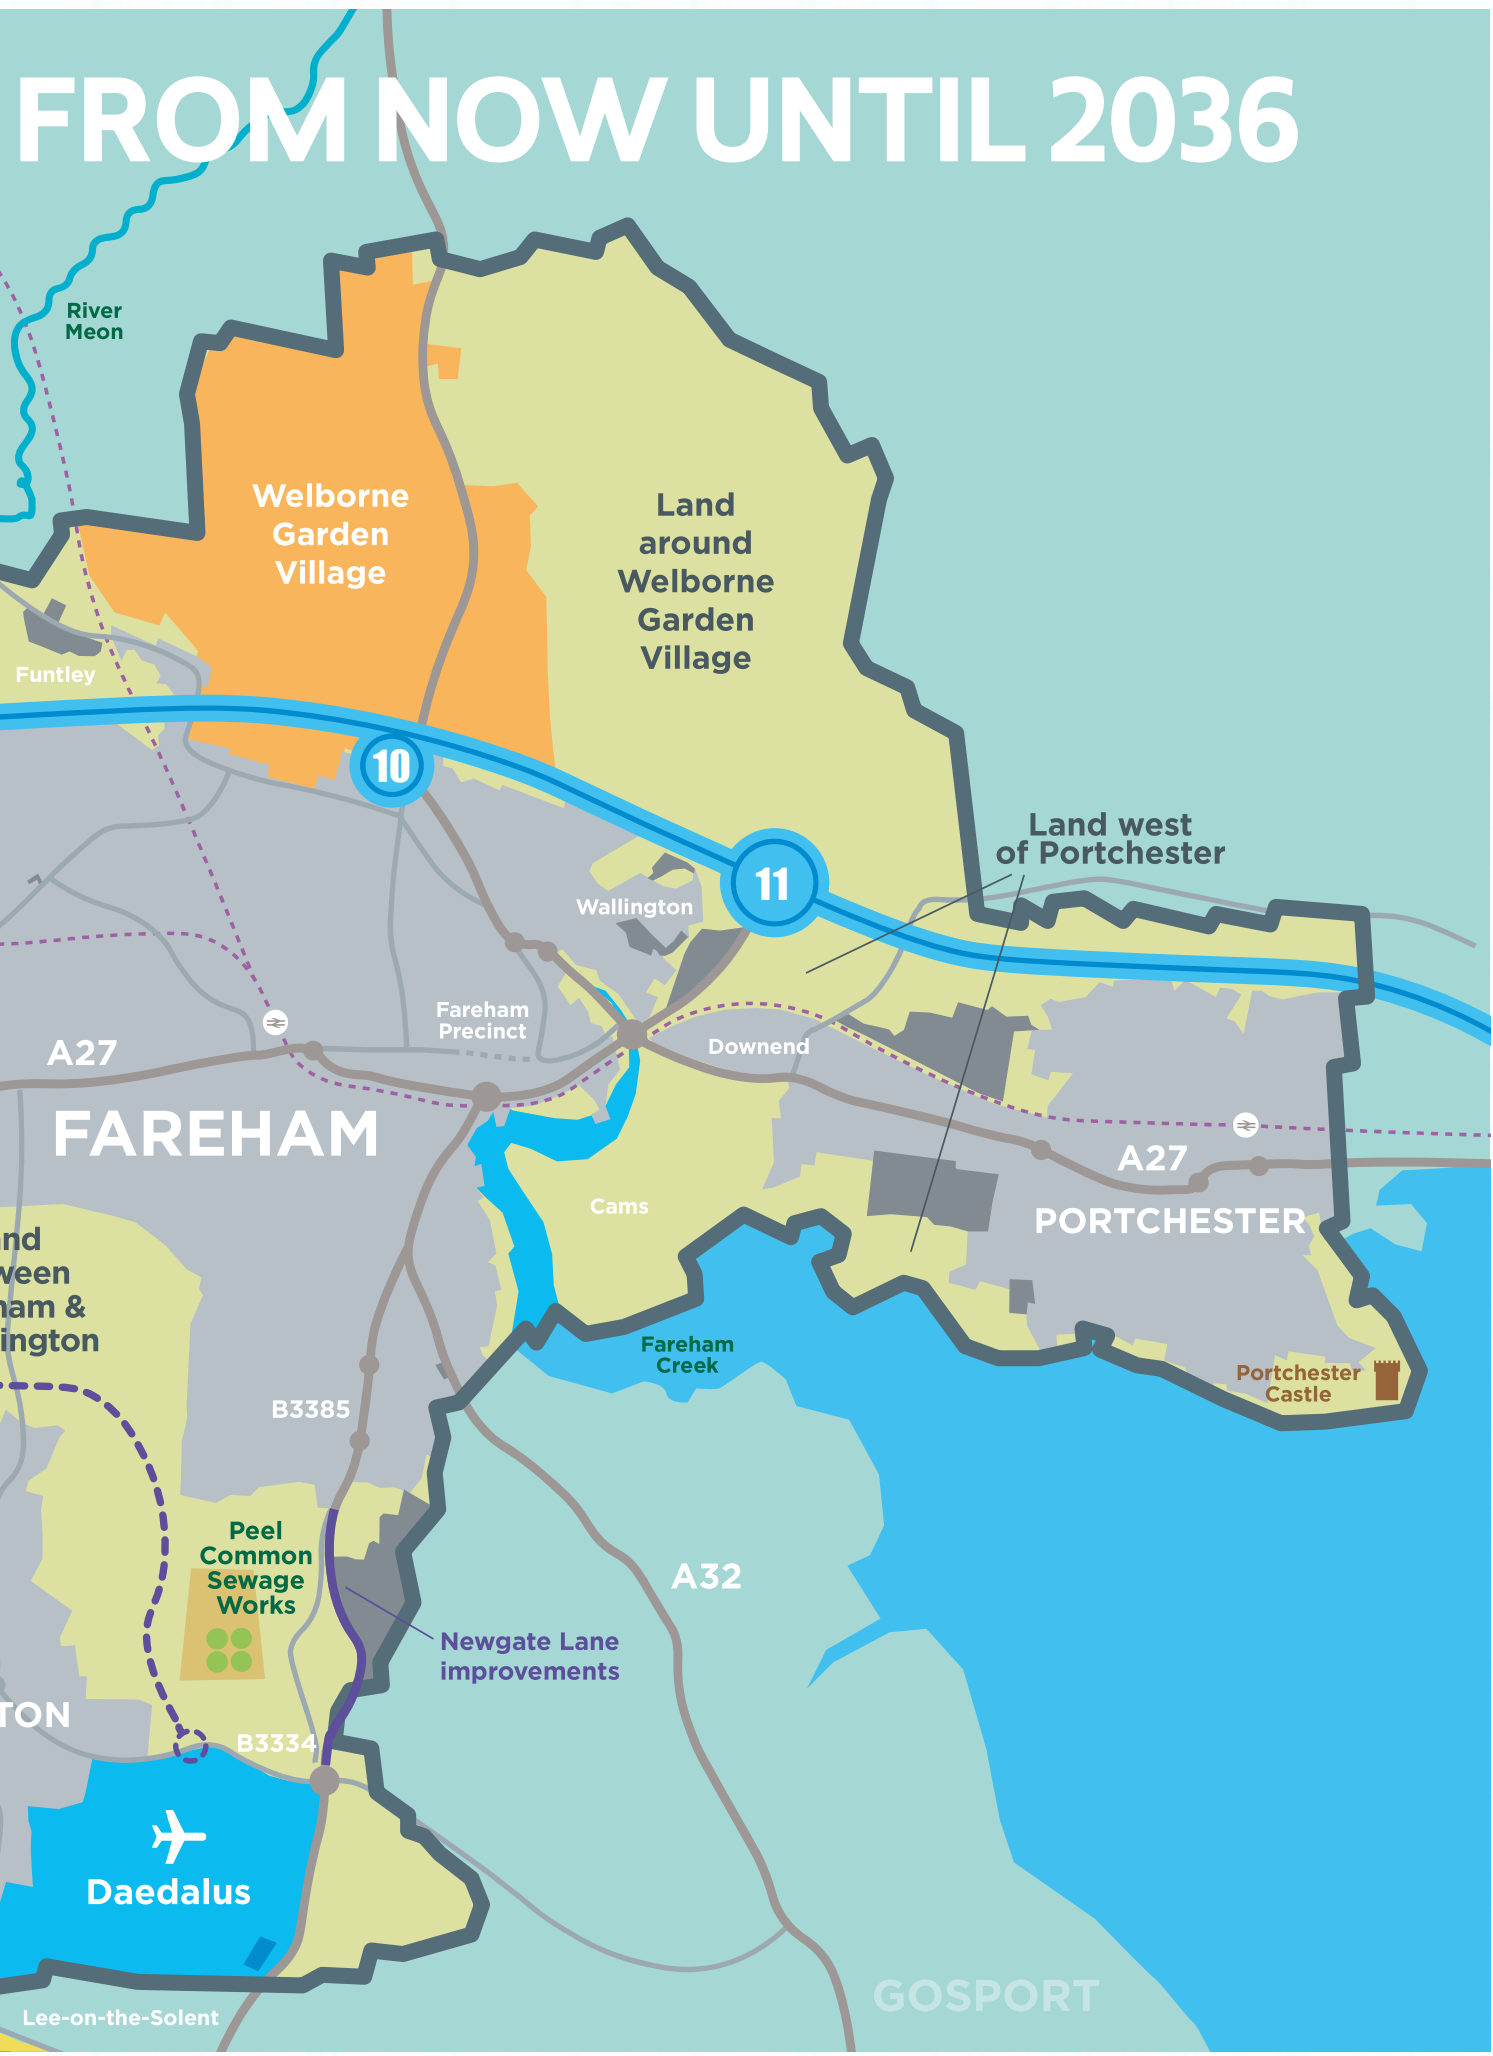 FROM NOW UNTIL 2036
River
Meon
Welborne
Garden
Village
Land
around
Welborne
Garden
Village
Funtley
10
Land west
of Portchester
11
Wallington
Fareham
Precinct
Downend
A27
FAREHAM
A27
Cams
PORTCHESTER
nd
ween
ham &
ington
Fareham
Creek
Portchester
Castle
B3385
Peel
Common
Sewage
Works
A32
Newgate Lane
improvements
TON
B3334
Daedalus
GOSPORT
Lee-on-the-Solent